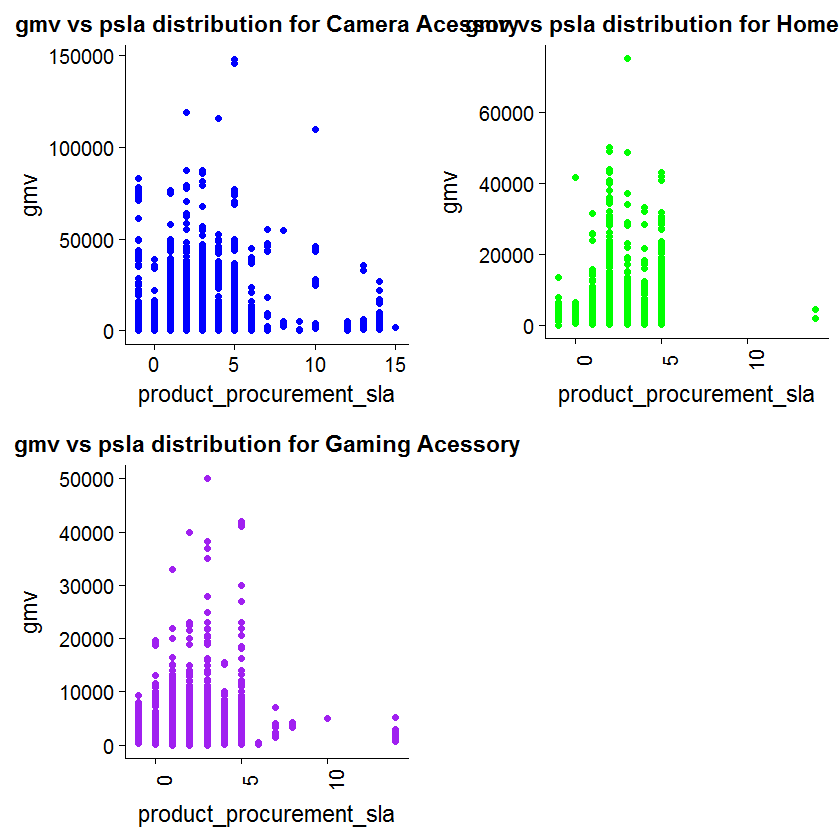 gmv vs psla distribution for Camera Acessory
150000
100000
50000
0
gmv
0 5 10 15
product_procurement_sla
gmv vs psla distribution for Home
60000
40000
20000
0
gmv
0 5 10
product_procurement_sla
gmv vs psla distribution for Gaming Acessory
50000
40000
30000
20000
10000
0
gmv
0 5 10
product_procurement_sla